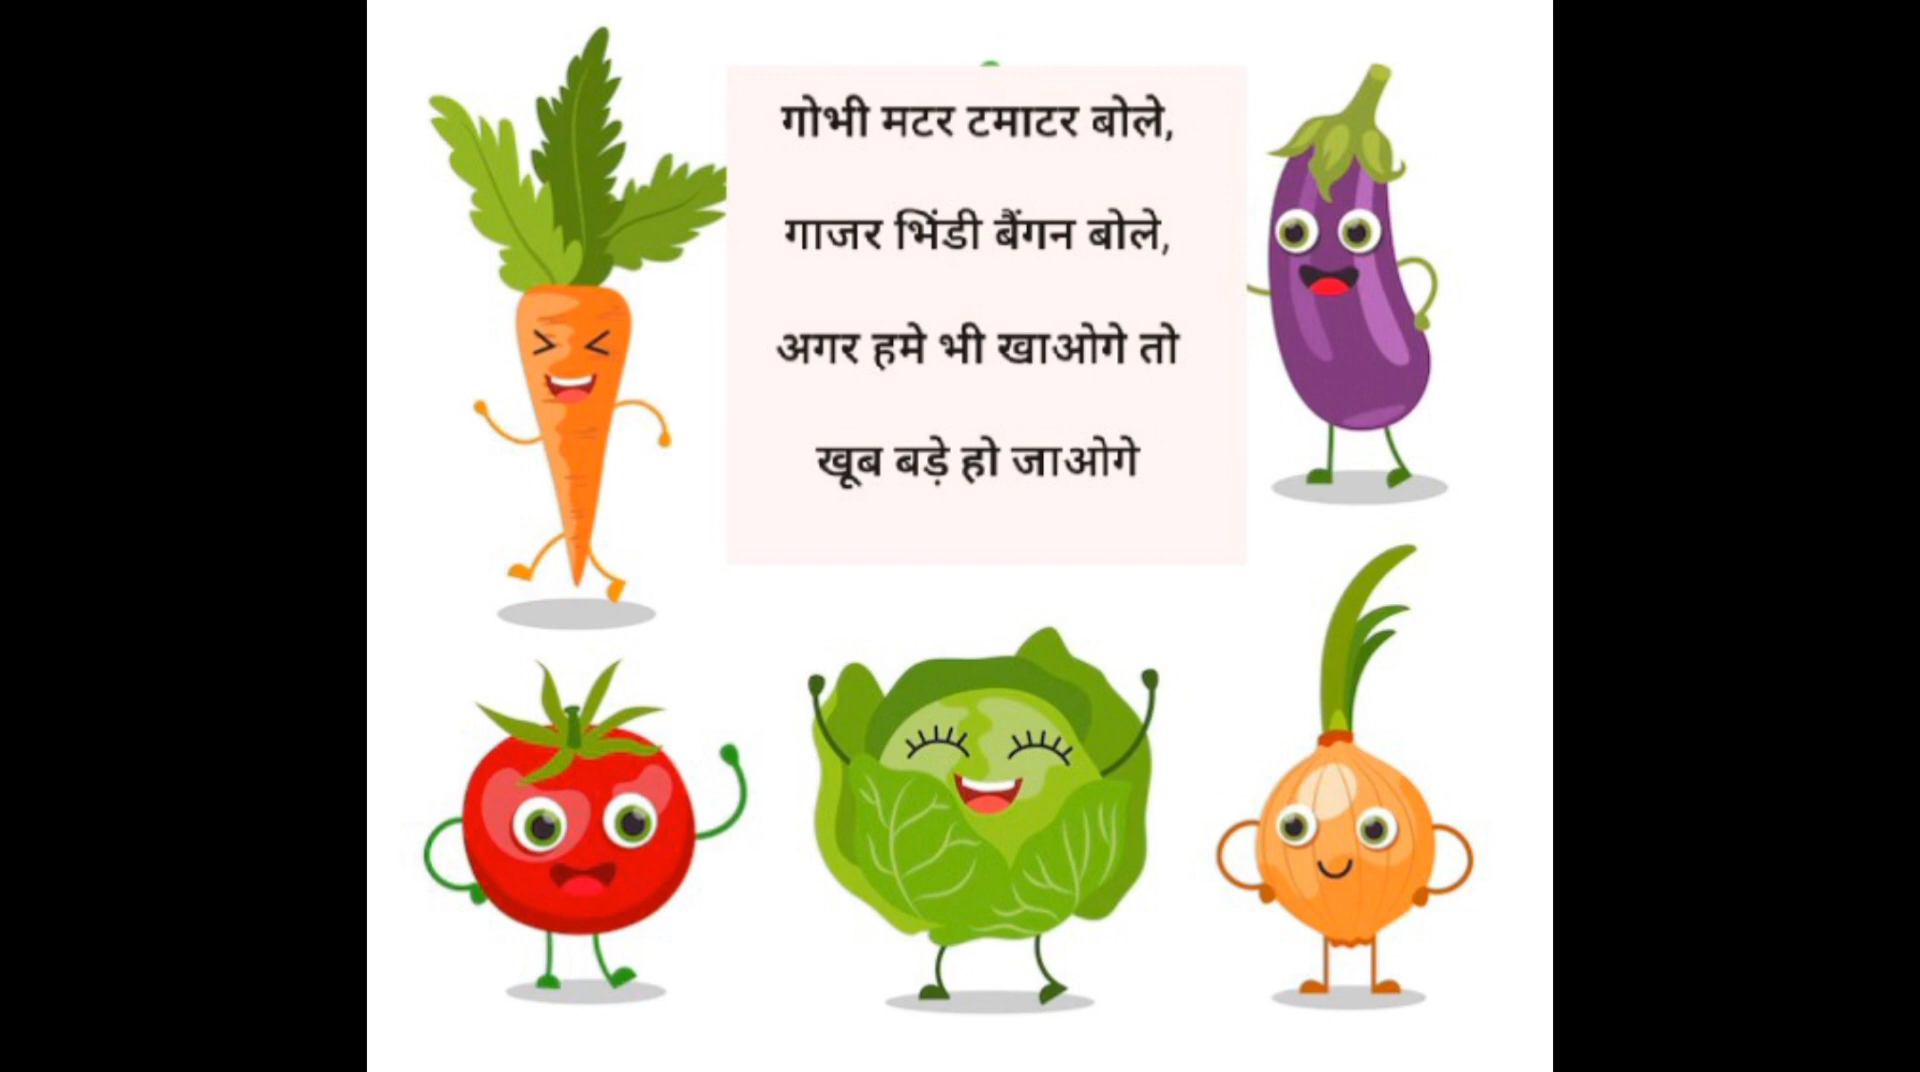 गोभी मटर टमाटर बोले,
गाजर भिंडी बैंगन बोले,
अगर हमे भी खाओगे तो
खूब बड़े हो जाओगे